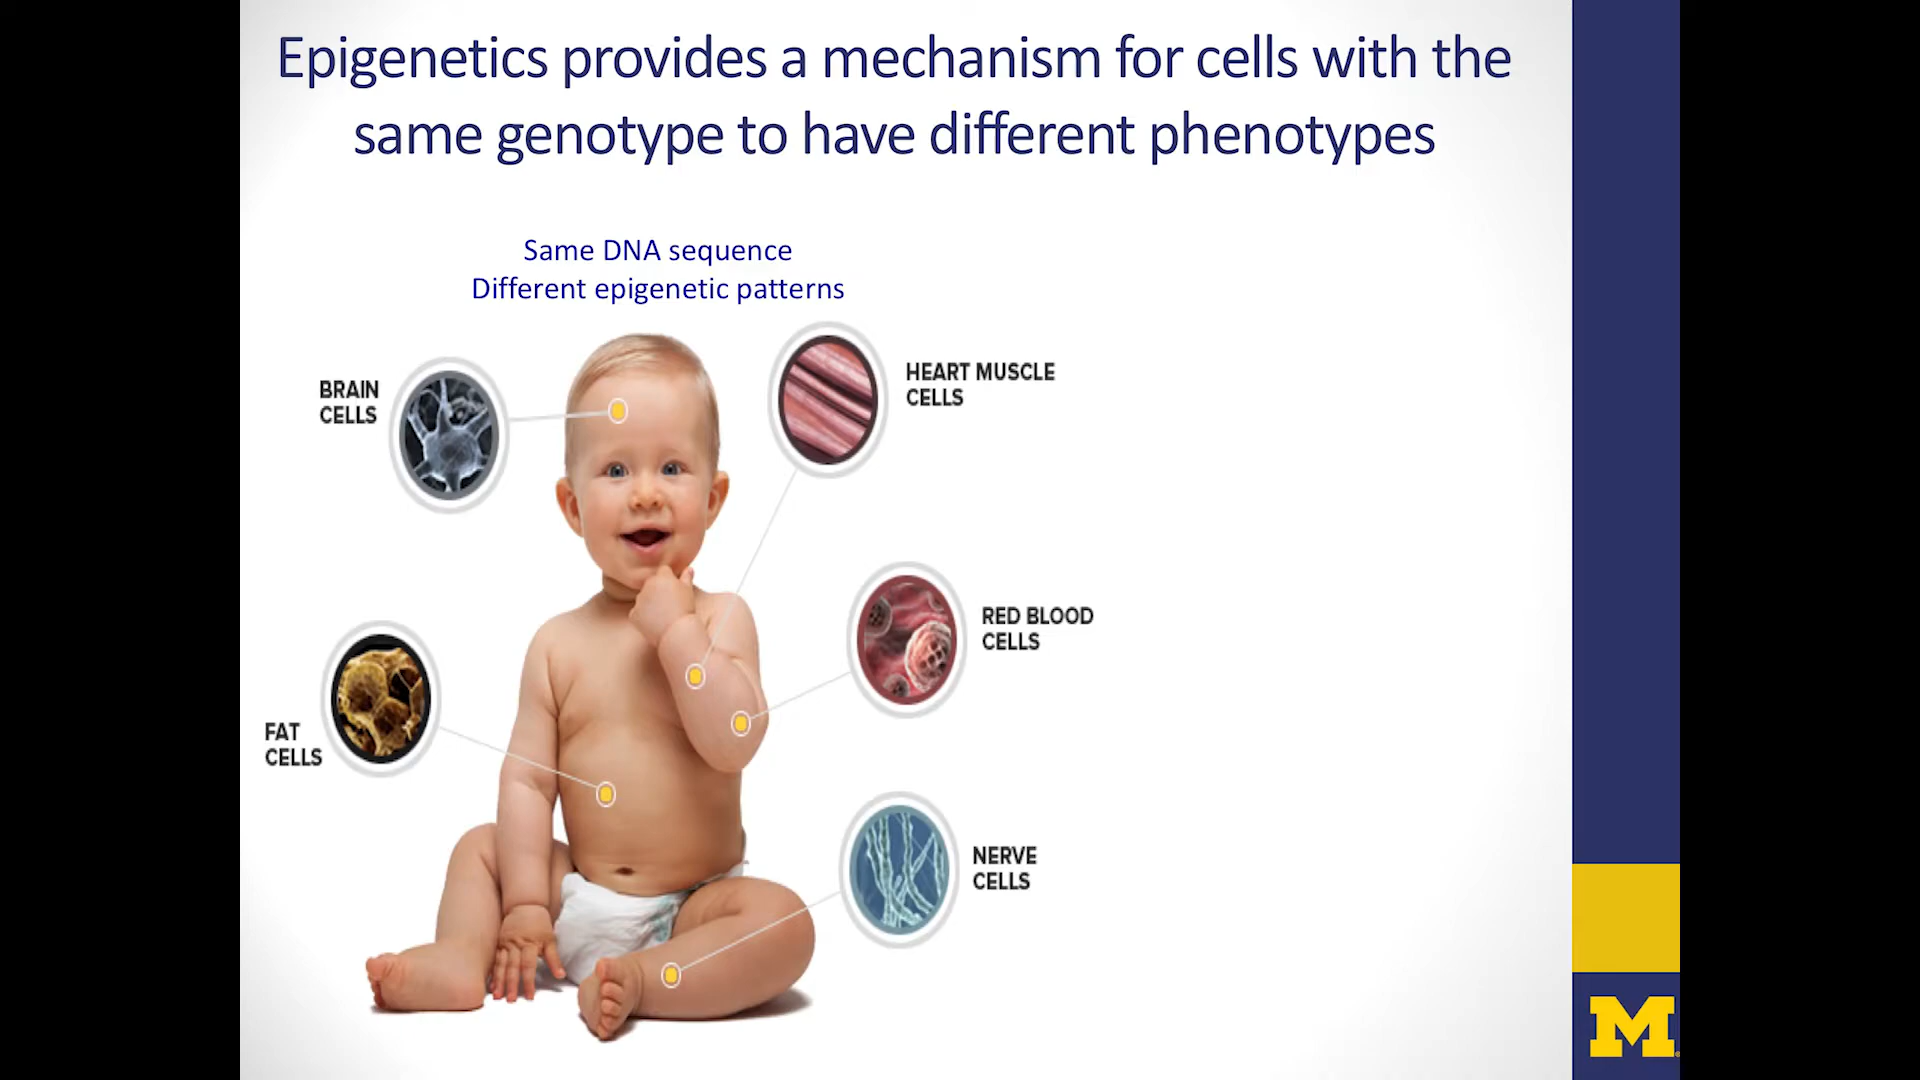 Epigenetics provides a mechanism for cells with the
same genotype to have different phenotypes
Same DNA sequence
Different epigenetic patterns
BRAIN
CELLS
HEART MUSCLE
CELLS
RED BLOOD
CELLS
FAT
CELLS
NERVE
CELLS
M